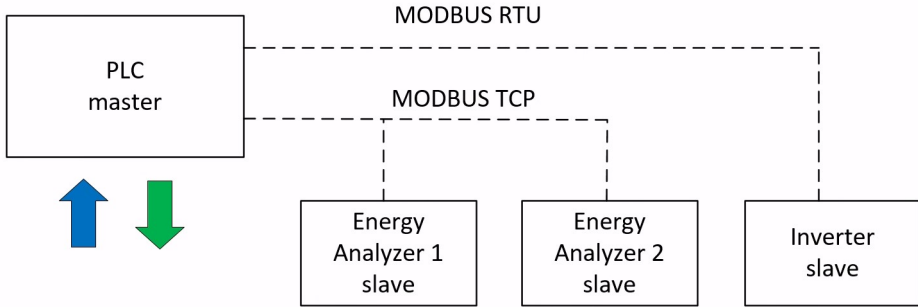 MODBUS RTU
PLC
master
MODBUS TCP
Energy
Analyzer 1
slave
Energy
Analyzer 2
slave
Inverter
slave